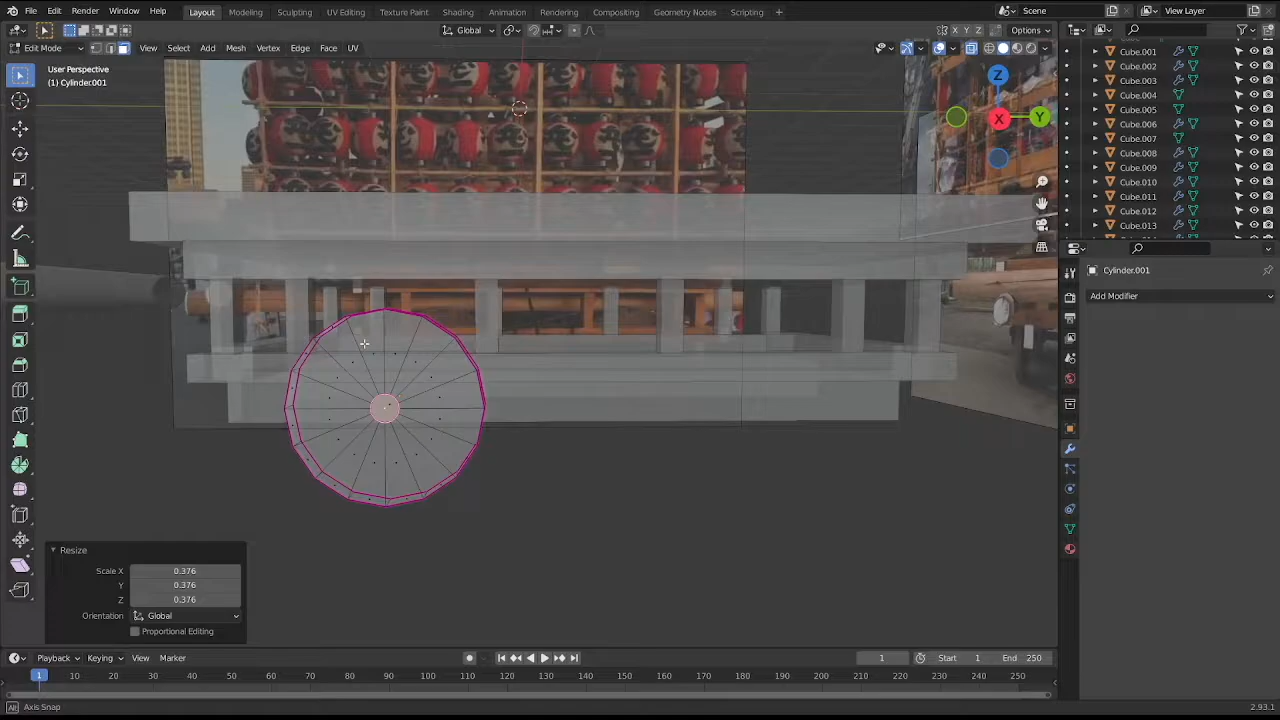 File Edit Render Window Help Layout Modeling Sculpting UV Editing Texture Paint Shading Animation Rendering Compositing Geometry Nodes Scripting + Scene View Layer
Global X Y Z Options
Edit Mode View Select Add Mesh Vertex Edge Face UV
User Perspective
(1) Cylinder.001
Z
X
Y
Cube.001
Cube.002
Cube.003
Cube.004
Cube.005
Cube.006
Cube.007
Cube.008
Cube.009
Cube.010
Cube.011
Cube.012
Cube.013
Cylinder.001
Add Modifier
Resize
Scale X 0.376
Y 0.376
Z 0.376
Orientation Global
Proportional Editing
Playback Keying View Marker 1 Start 1 End 250
1 10 20 30 40 50 60 70 80 90 100 110 120 130 140 150 160 170 180 190 200 210 220 230 240 250
Axis Snap 2.93.1